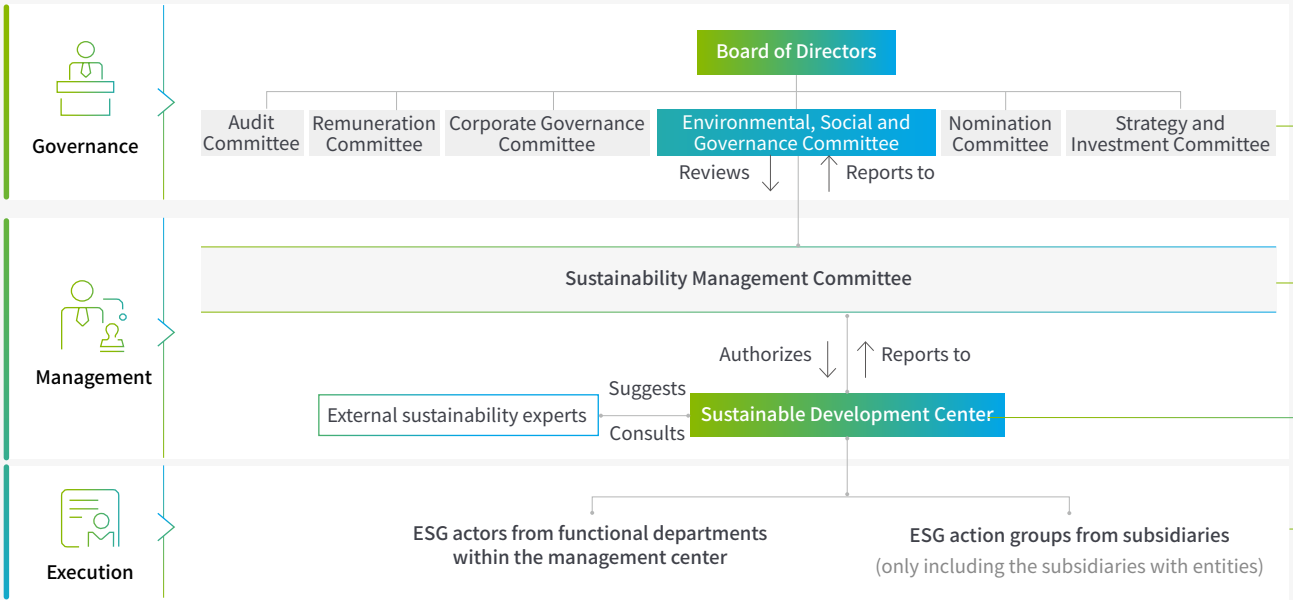 Board of Directors
Audit
Committee
Remuneration
Committee
Corporate Governance
Committee
Environmental, Social and
Governance Committee
Nomination
Committee
Strategy and
Investment Committee
Governance
Reviews
Reports to
Sustainability Management Committee
Management
Authorizes
Reports to
Suggests
External sustainability experts
Consults
Sustainable Development Center
Execution
ESG actors from functional departments
within the management center
ESG action groups from subsidiaries
(only including the subsidiaries with entities)